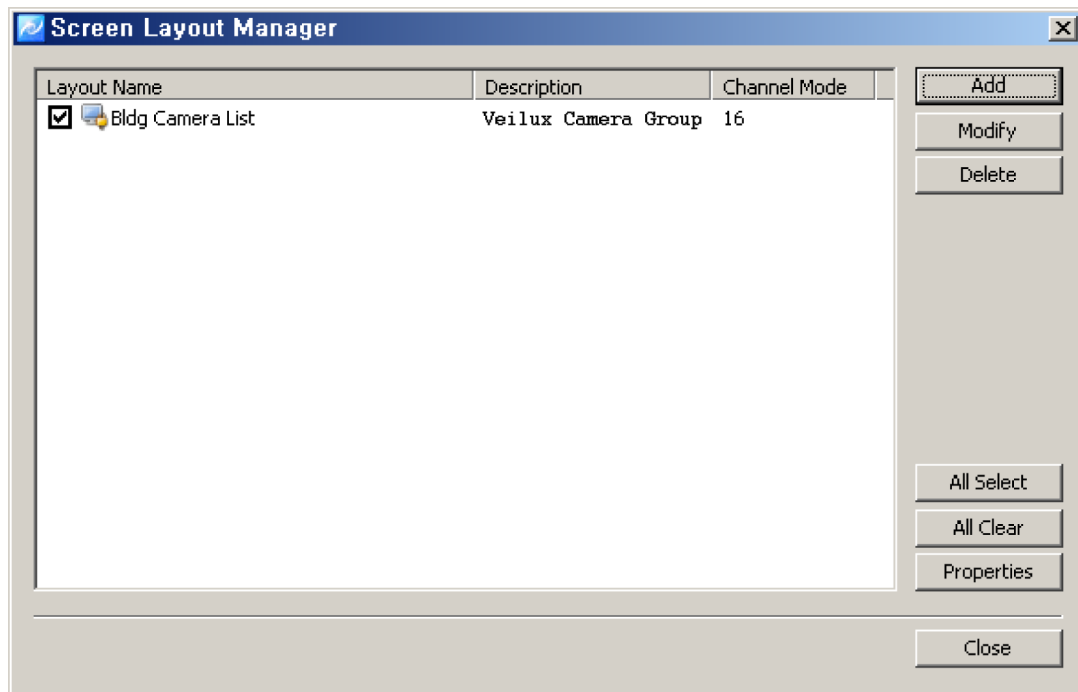 Screen Layout Manager
Layout Name Description Channel Mode
Bldg Camera List Veilux Camera Group 16
Add
Modify
Delete
All Select
All Clear
Properties
Close